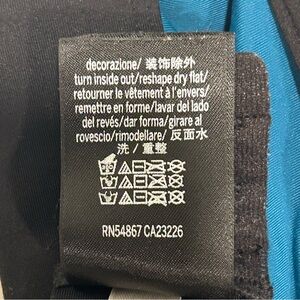 decorazione/ 装饰除外
turn inside out/reshape dry flat/
retourner le vêtement à l'envers/
remettre en forme/lavar del lado
del revés/dar forma/girare al
rovescio/rimodellare/ 反面水
洗 / 重整
RN54867 CA23226